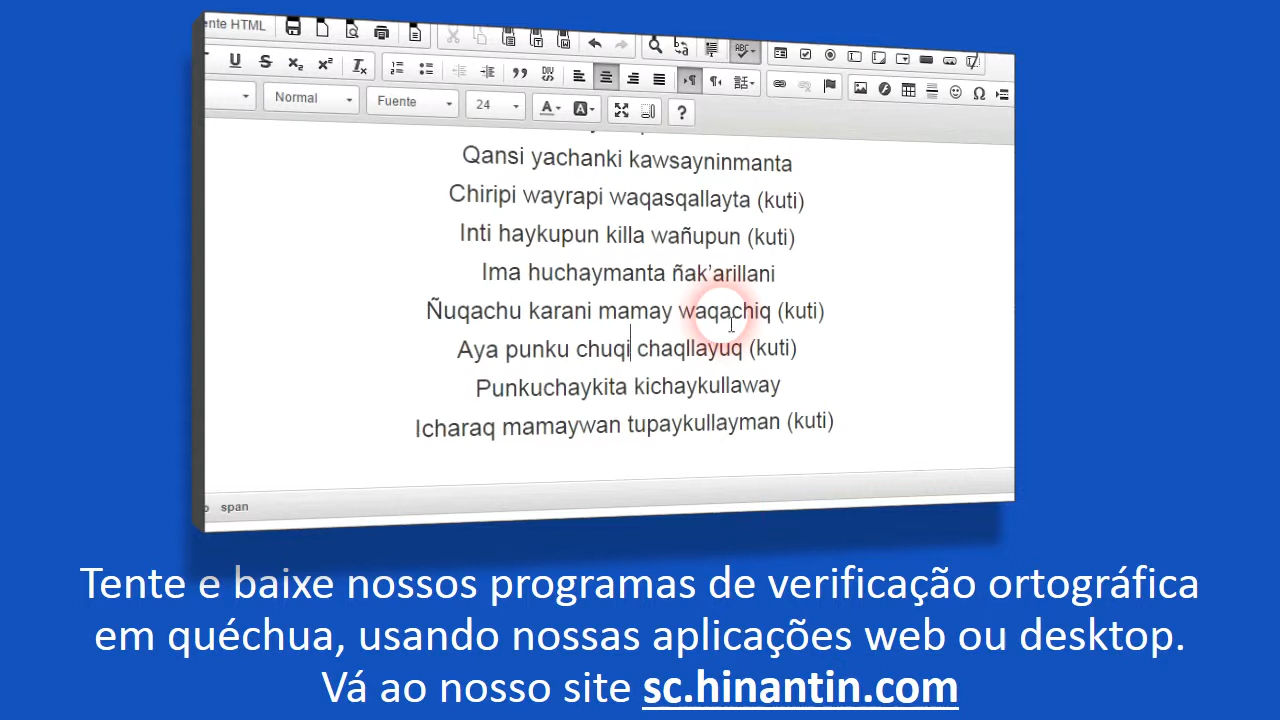 ente HTML
Normal Fuente 24
Qansi yachanki kawsayninmanta
Chiripi wayrapi waqasqallayta (kuti)
Inti haykupun killa wañupun (kuti)
Ima huchaymanta ñak'arillani
Ñuqachu karani mamay waqachiq (kuti)
Aya punku chuqi chaqllayuq (kuti)
Punkuchaykita kichaykullaway
Icharaq mamaywan tupaykullayman (kuti)
span
Tente e baixe nossos programas de verificação ortográfica
em quéchua, usando nossas aplicações web ou desktop.
Vá ao nosso site sc.hinantin.com